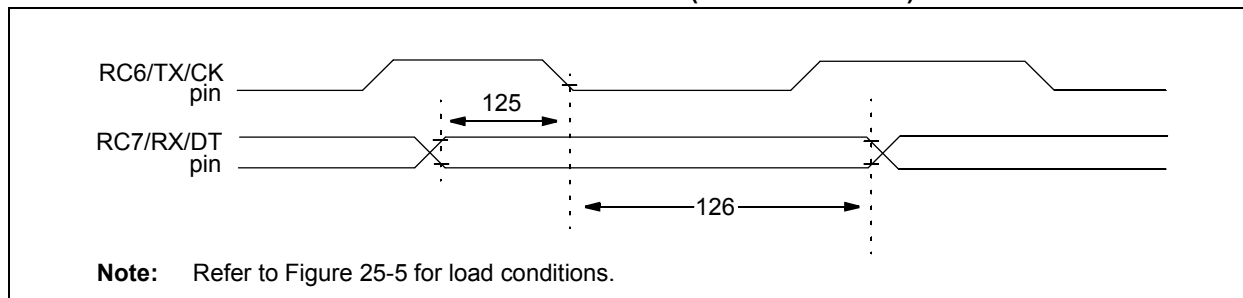 RC6/TX/CK
pin
125
RC7/RX/DT
pin
126
Note: Refer to Figure 25-5 for load conditions.